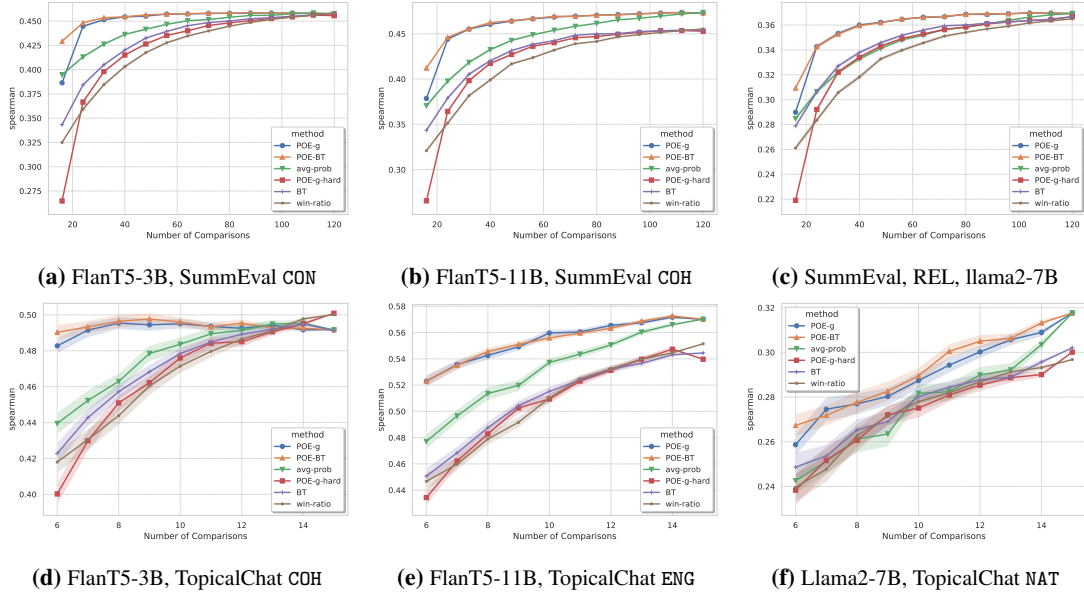 0.450
0.425
0.400
0.375
0.350
0.325
0.300
0.275
spearman
method
POE-g
POE-BT
avg-prob
POE-g-hard
BT
win-ratio
20 40 60 80 100 120
Number of Comparisons
(a) FlanT5-3B, SummEval CON
0.45
0.40
0.35
0.30
spearman
method
POE-g
POE-BT
avg-prob
POE-g-hard
BT
win-ratio
20 40 60 80 100 120
Number of Comparisons
(b) FlanT5-11B, SummEval COH
0.36
0.34
0.32
0.30
0.28
0.26
0.24
0.22
spearman
method
POE-g
POE-BT
avg-prob
POE-g-hard
BT
win-ratio
20 40 60 80 100 120
Number of Comparisons
(c) SummEval, REL, llama2-7B
0.50
0.48
0.46
0.44
0.42
0.40
spearman
method
POE-g
POE-BT
avg-prob
POE-g-hard
BT
win-ratio
6 8 10 12 14
Number of Comparisons
(d) FlanT5-3B, TopicalChat COH
0.58
0.56
0.54
0.52
0.50
0.48
0.46
0.44
spearman
method
POE-g
POE-BT
avg-prob
POE-g-hard
BT
win-ratio
6 7 8 9 10 11 12 13 14 15
Number of Comparisons
(e) FlanT5-11B, TopicalChat ENG
0.32
0.30
0.28
0.26
0.24
spearman
method
POE-g
POE-BT
avg-prob
POE-g-hard
BT
win-ratio
6 7 8 9 10 11 12 13 14 15
Number of Comparisons
(f) Llama2-7B, TopicalChat NAT